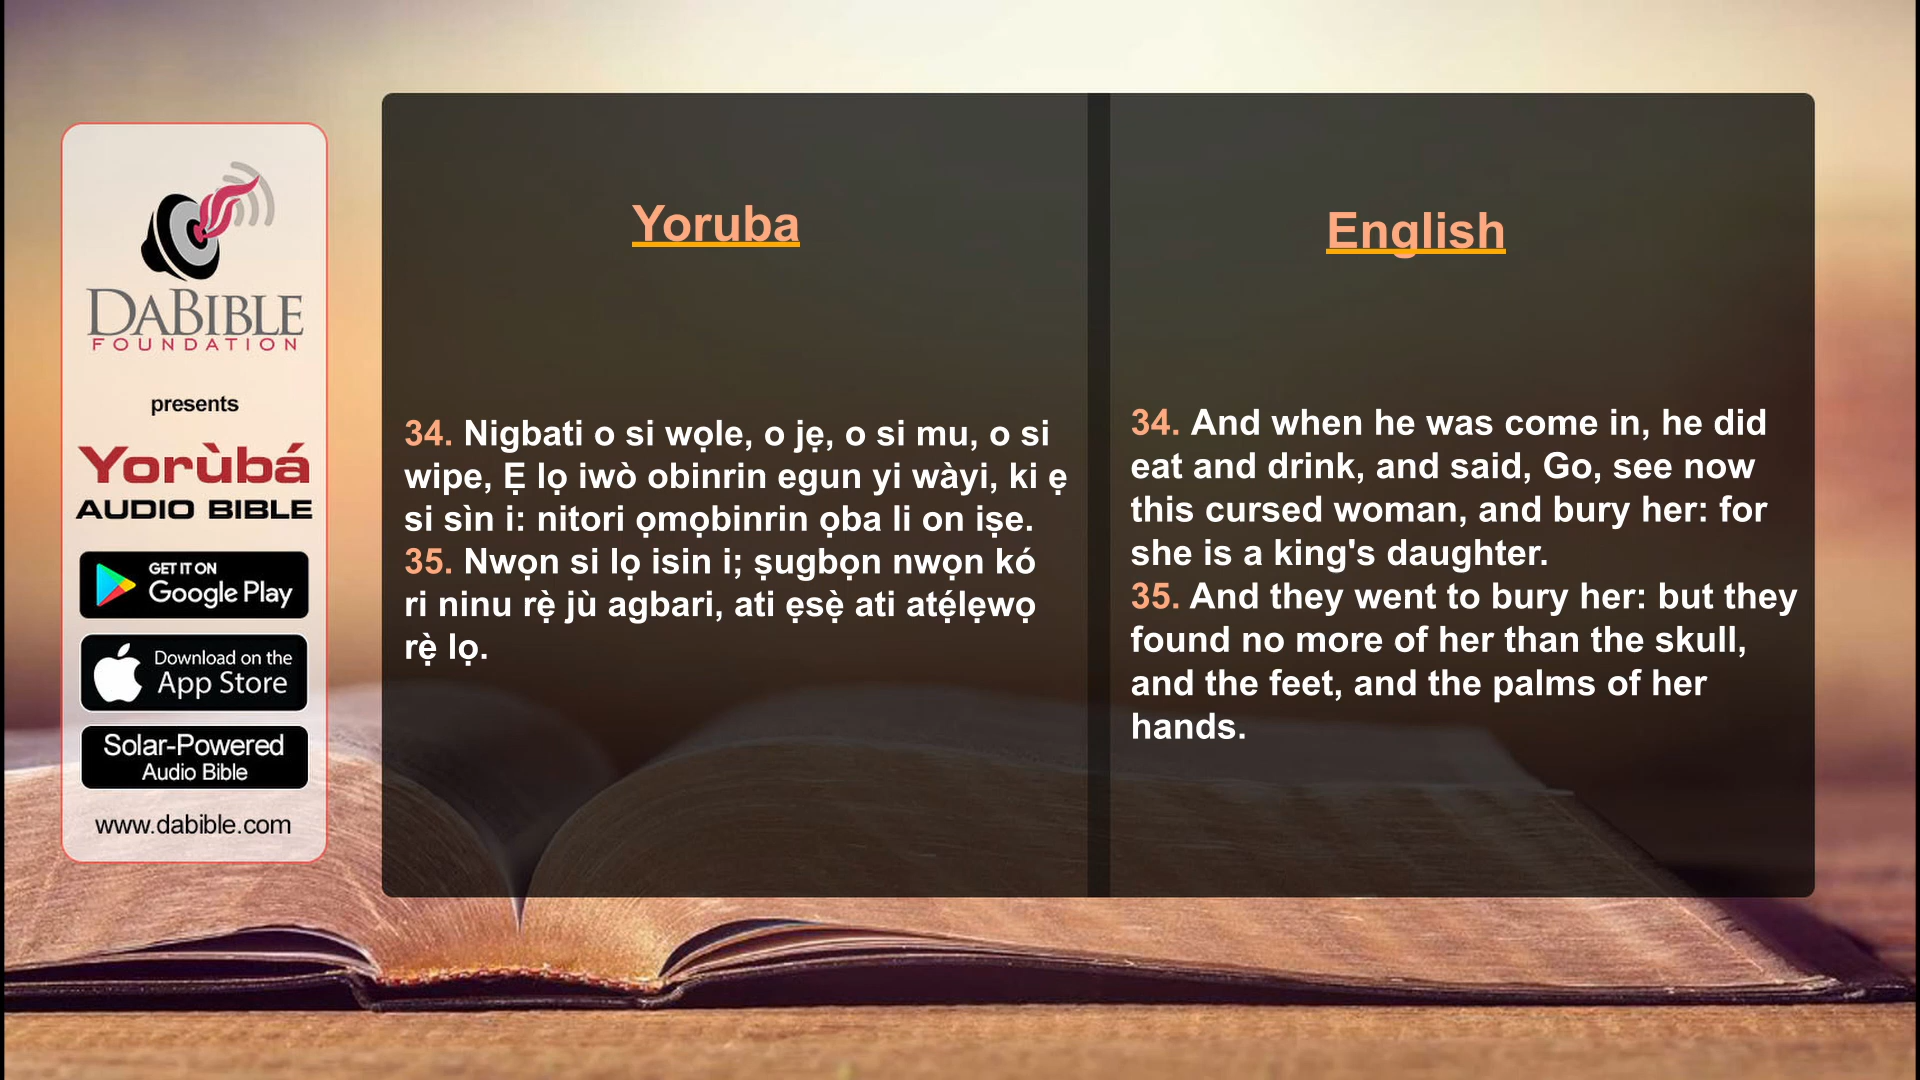 DABIBLE
FOUNDATION
presents
Yorùbá
AUDIO BIBLE
GET IT ON
Google Play
Download on the
App Store
Solar-Powered
Audio Bible
www.dabible.com
Yoruba
34. Nigbati o si wọle, o jẹ, o si mu, o si
wipe, Ẹ lọ iwò obinrin egun yi wàyi, ki ẹ
si sìn i: nitori ọmọbinrin ọba li on iṣe.
35. Nwọn si lọ isin i; ṣugbọn nwọn kó
ri ninu rẹ̀ jù agbari, ati ẹsẹ̀ ati atẹ́lẹwọ
rẹ̀ lọ.
English
34. And when he was come in, he did
eat and drink, and said, Go, see now
this cursed woman, and bury her: for
she is a king's daughter.
35. And they went to bury her: but they
found no more of her than the skull,
and the feet, and the palms of her
hands.